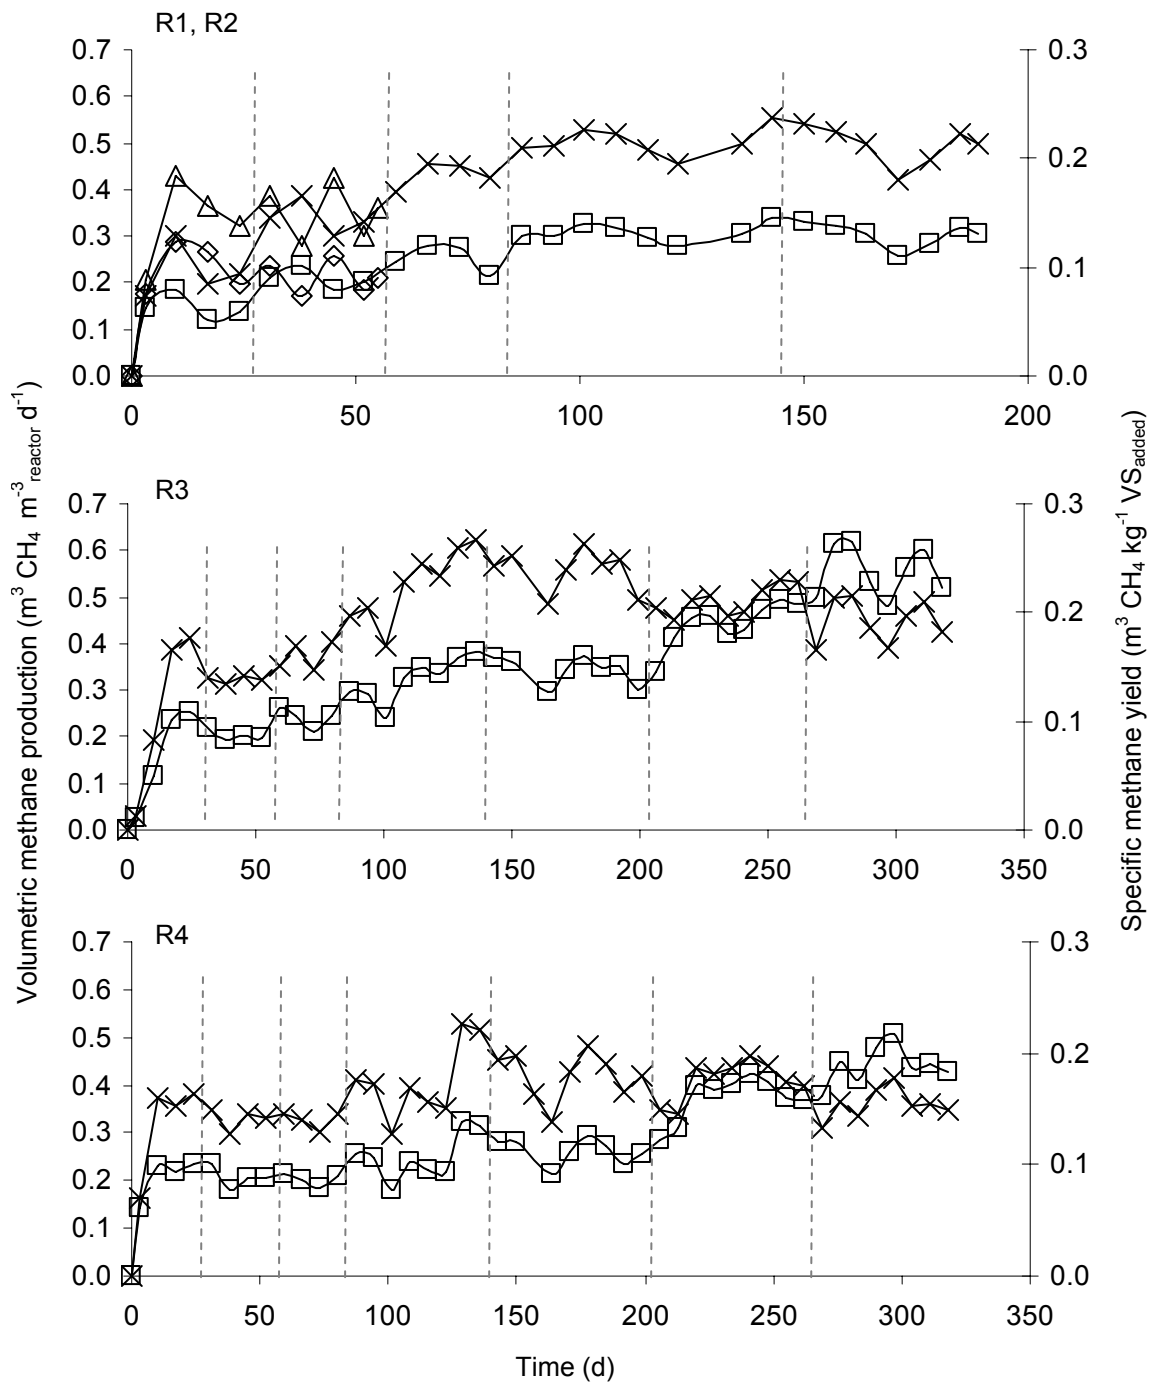 R1, R2
0.7 0.3
0.6
0.5 0.2
0.4
0.3
0.2 0.1
0.1
0.0 0.0
0 50 100 150 200
Volumetric methane production (m³ CH₄ m⁻³reactor d⁻¹)
Specific methane yield (m³ CH₄ kg⁻¹ VSadded)
R3
0.7 0.3
0.6
0.5 0.2
0.4
0.3
0.2 0.1
0.1
0.0 0.0
0 50 100 150 200 250 300 350
R4
0.7 0.3
0.6
0.5 0.2
0.4
0.3
0.2 0.1
0.1
0.0 0.0
0 50 100 150 200 250 300 350
Time (d)